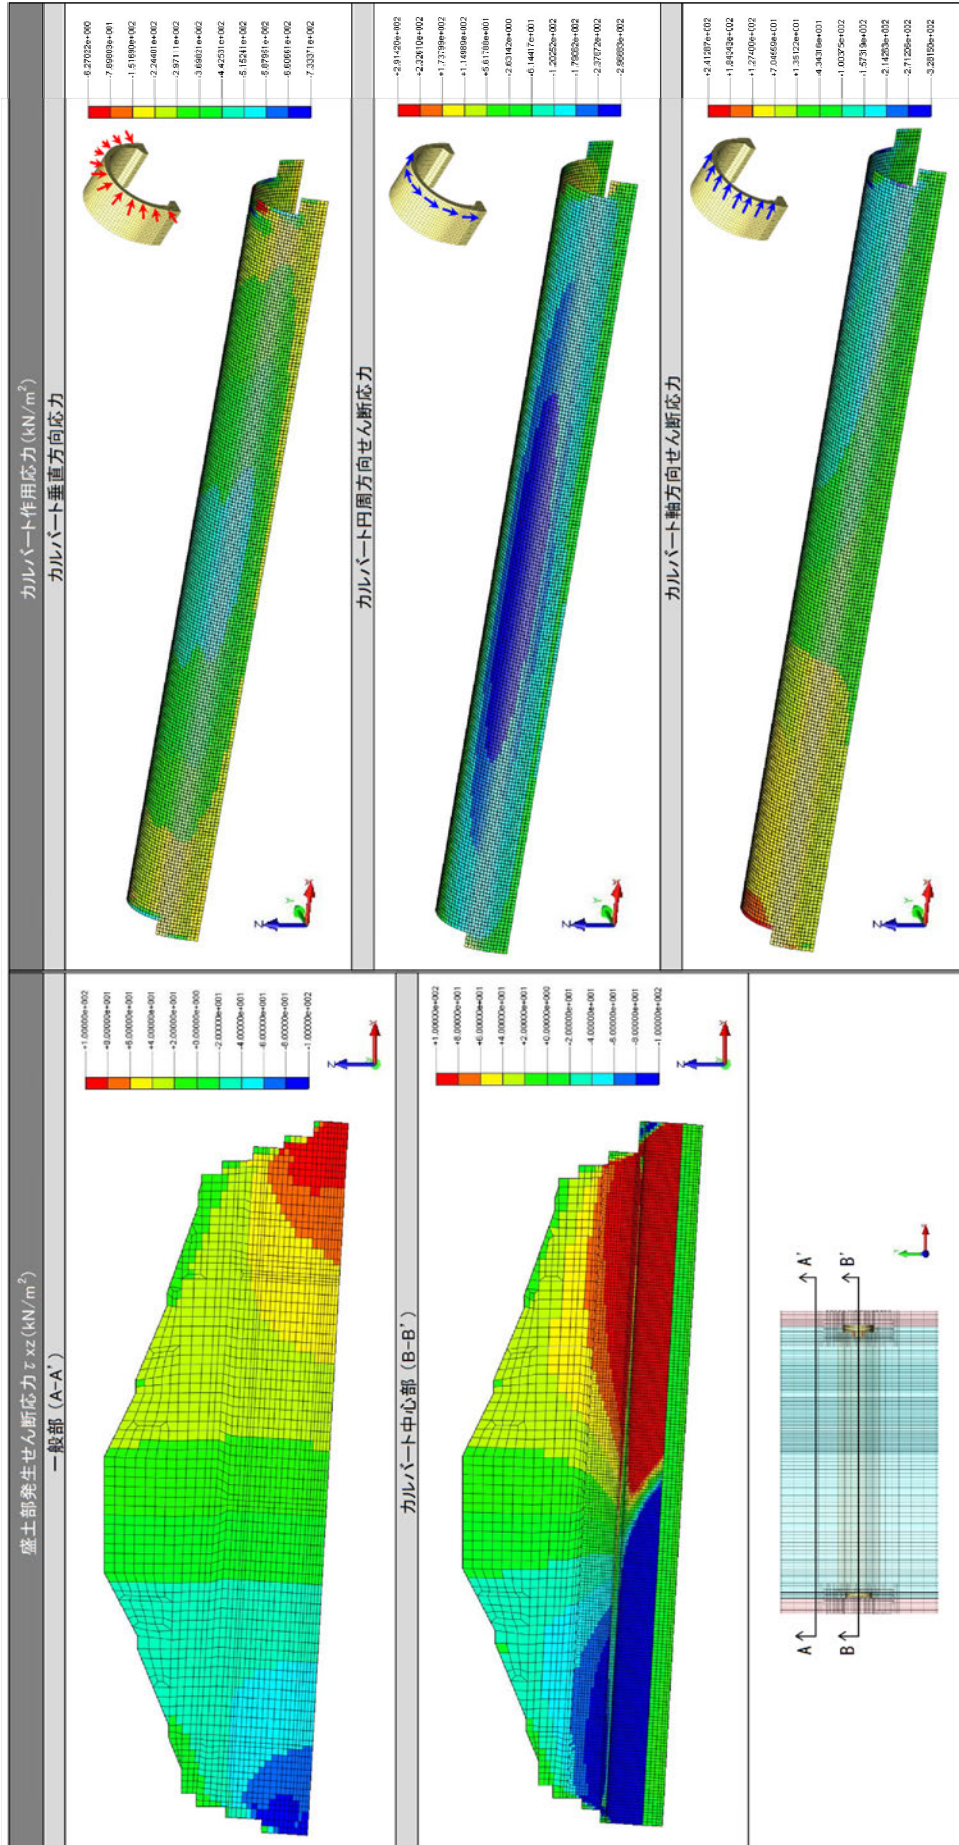 盛土部発生せん断応力τxz(kN/m²)
一般部 (A-A')
+1.00000e+002
+8.00000e+001
+6.00000e+001
+4.00000e+001
+2.00000e+001
+0.00000e+000
-2.00000e+001
-4.00000e+001
-6.00000e+001
-8.00000e+001
-1.00000e+002
Z
X
カルバート中心部 (B-B')
+1.00000e+002
+8.00000e+001
+6.00000e+001
+4.00000e+001
+2.00000e+001
+0.00000e+000
-2.00000e+001
-4.00000e+001
-6.00000e+001
-8.00000e+001
-1.00000e+002
Z
X
A
A'
B
B'
カルバート作用応力(kN/m²)
カルバート垂直方向応力
-6.27022e+000
-7.89803e+001
-1.51690e+002
-2.24401e+002
-2.97111e+002
-3.69821e+002
-4.42531e+002
-5.15241e+002
-5.87951e+002
-6.60661e+002
-7.33371e+002
Z
Y
X
カルバート円周方向せん断応力
+2.91420e+002
+2.32610e+002
+1.73799e+002
+1.14989e+002
+5.61788e+001
-2.63142e+000
-6.14417e+001
-1.20252e+002
-1.79062e+002
-2.37872e+002
-2.96683e+002
Z
Y
X
カルバート軸方向せん断応力
+2.41287e+002
+1.84343e+002
+1.27400e+002
+7.04569e+001
+1.35122e+001
-4.34316e+001
-1.00375e+002
-1.57319e+002
-2.14263e+002
-2.71206e+002
-3.28150e+002
Z
Y
X